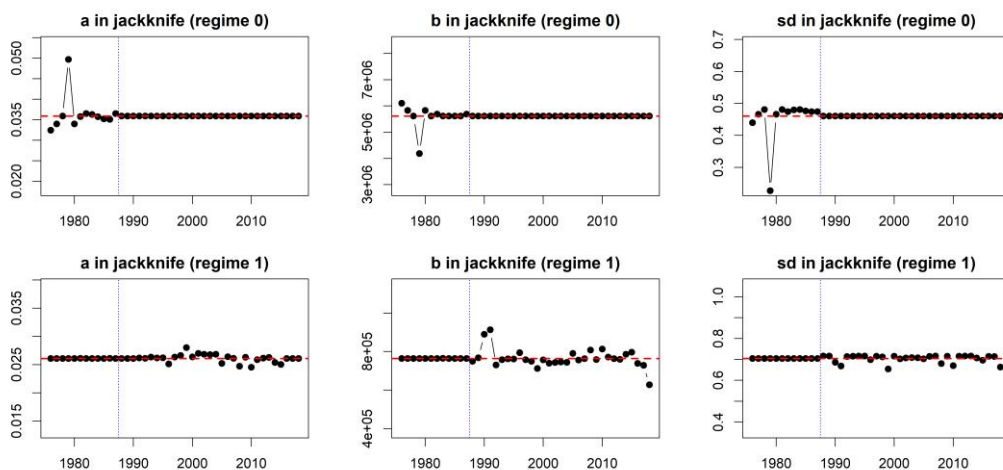 a in jackknife (regime 0)
0.050
0.035
0.020
1980 1990 2000 2010
b in jackknife (regime 0)
7e+06
5e+06
3e+06
1980 1990 2000 2010
sd in jackknife (regime 0)
0.7
0.6
0.5
0.4
0.3
1980 1990 2000 2010
a in jackknife (regime 1)
0.035
0.025
0.015
1980 1990 2000 2010
b in jackknife (regime 1)
8e+05
4e+05
1980 1990 2000 2010
sd in jackknife (regime 1)
1.0
0.8
0.6
0.4
1980 1990 2000 2010